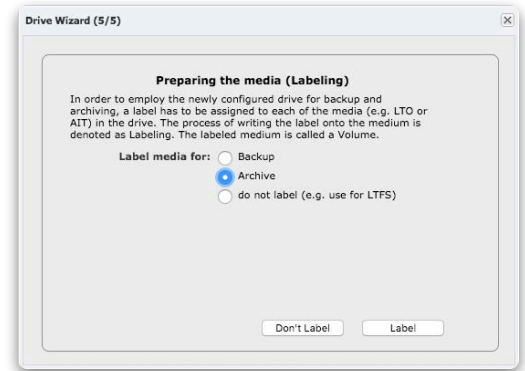 Drive Wizard (5/5)
Preparing the media (Labeling)
In order to employ the newly configured drive for backup and
archiving, a label has to be assigned to each of the media (e.g. LTO or
AIT) in the drive. The process of writing the label onto the medium is
denoted as Labeling. The labeled medium is called a Volume.
Label media for: Backup
Archive
do not label (e.g. use for LTFS)
Don't Label Label